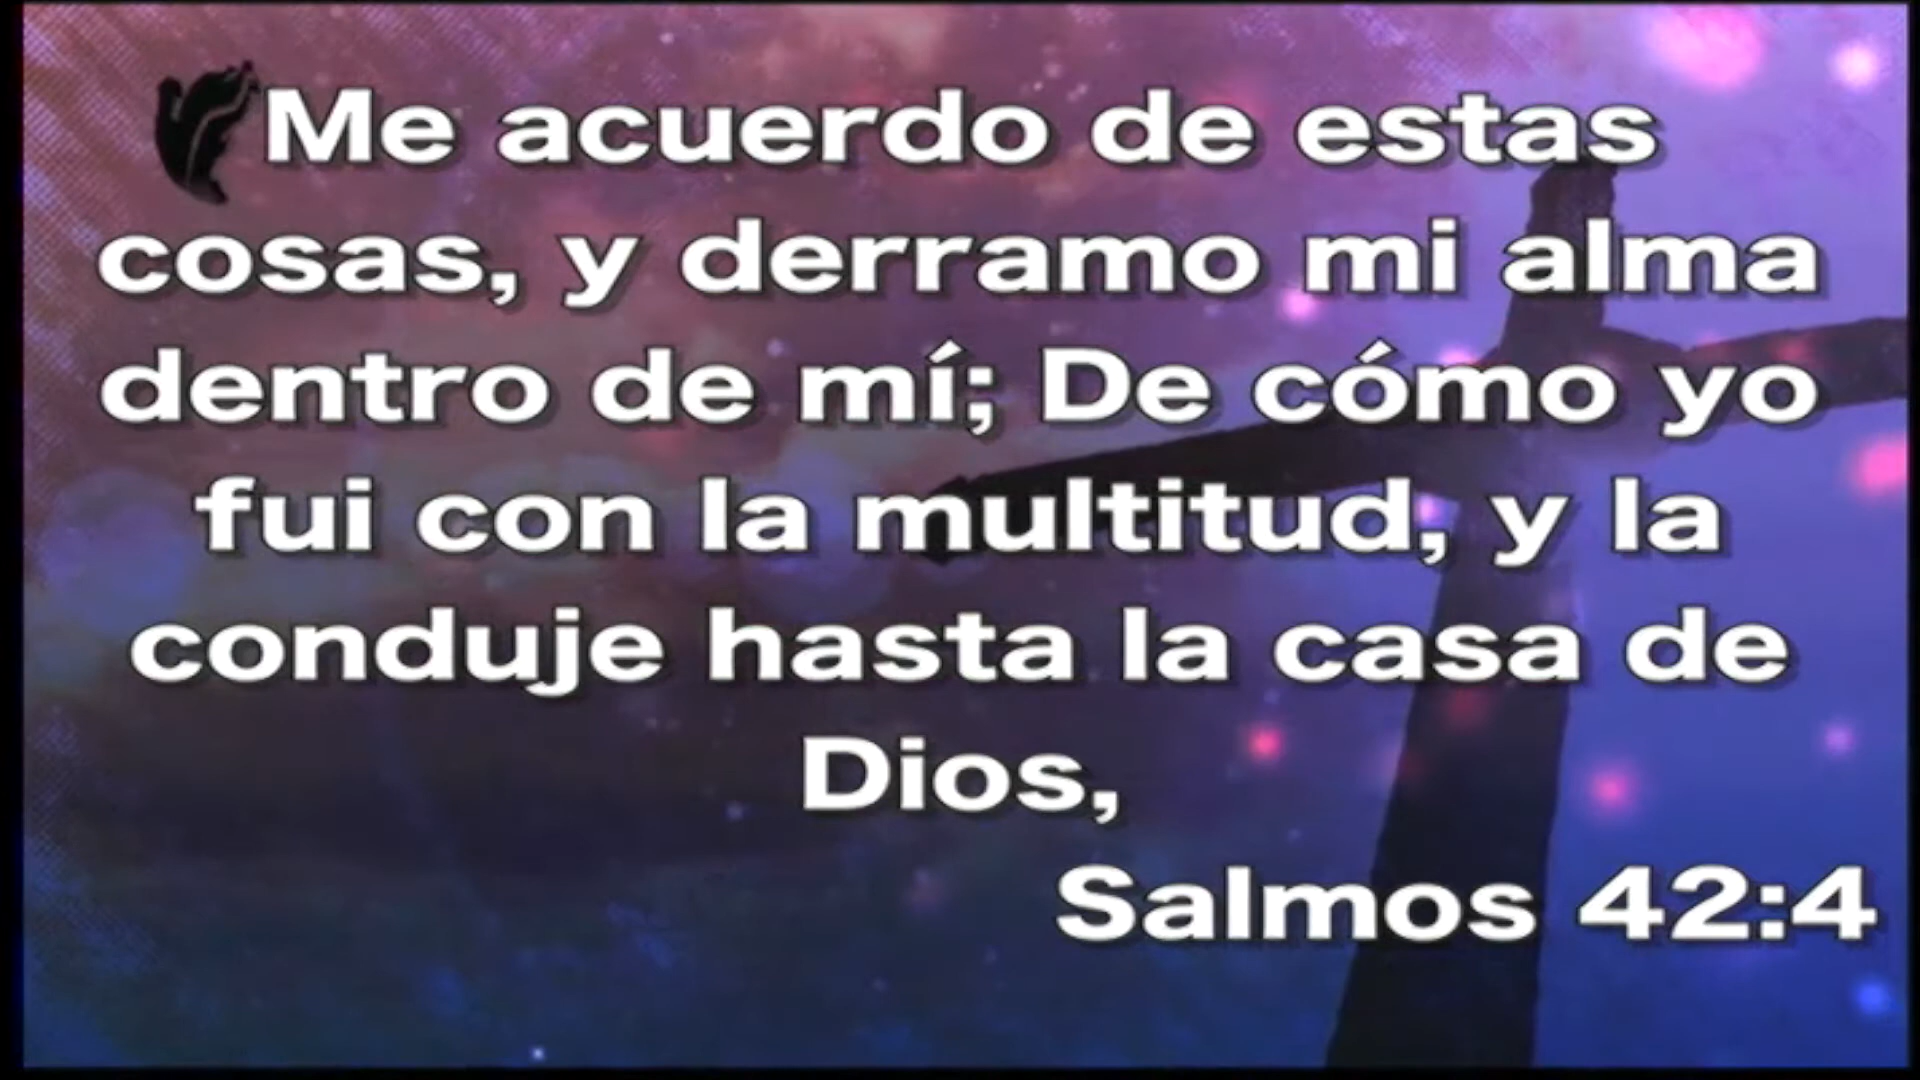 Me acuerdo de estas
cosas, y derramo mi alma
dentro de mí; De cómo yo
fui con la multitud, y la
conduje hasta la casa de
Dios,
Salmos 42:4